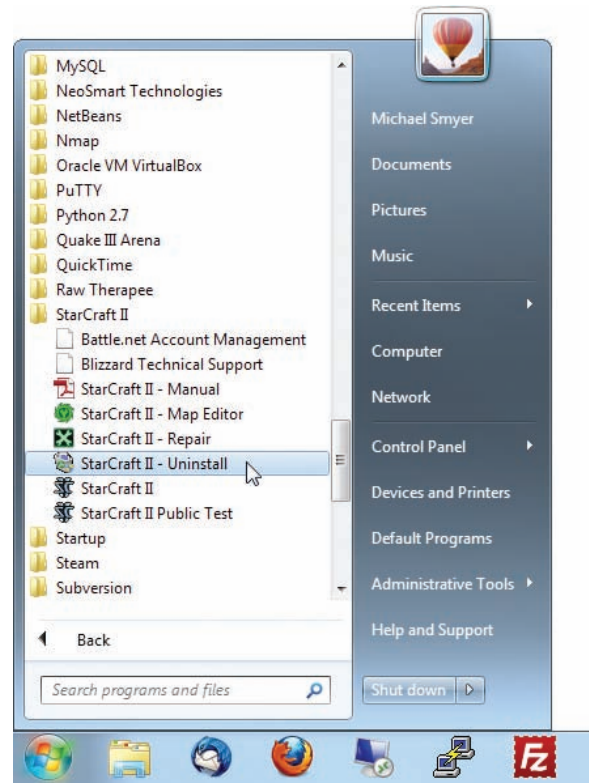 MySQL
NeoSmart Technologies
NetBeans
Nmap
Oracle VM VirtualBox
PuTTY
Python 2.7
Quake III Arena
QuickTime
Raw Therapee
StarCraft II
Battle.net Account Management
Blizzard Technical Support
StarCraft II - Manual
StarCraft II - Map Editor
StarCraft II - Repair
StarCraft II - Uninstall
StarCraft II
StarCraft II Public Test
Startup
Steam
Subversion
Back
Search programs and files
Michael Smyer
Documents
Pictures
Music
Recent Items
Computer
Network
Control Panel
Devices and Printers
Default Programs
Administrative Tools
Help and Support
Shut down
Fz